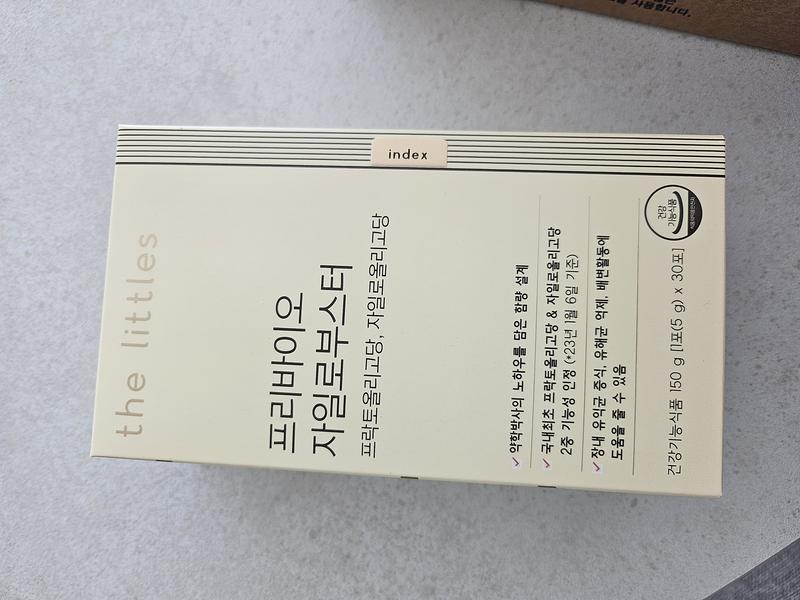 index
the littles
프리바이오
자일로부스터
프락토올리고당, 자일로올리고당
약학박사의 노하우를 담은 함량 설계
국내최초 프락토올리고당 & 자일로올리고당
2중 기능성 인정 (*23년 1월 6일 기준)
장내 유익균 증식, 유해균 억제, 배변활동에
도움을 줄 수 있음
건강기능식품 150 g [1포(5 g) x 30포]
건강
기능식품
사용합니다.